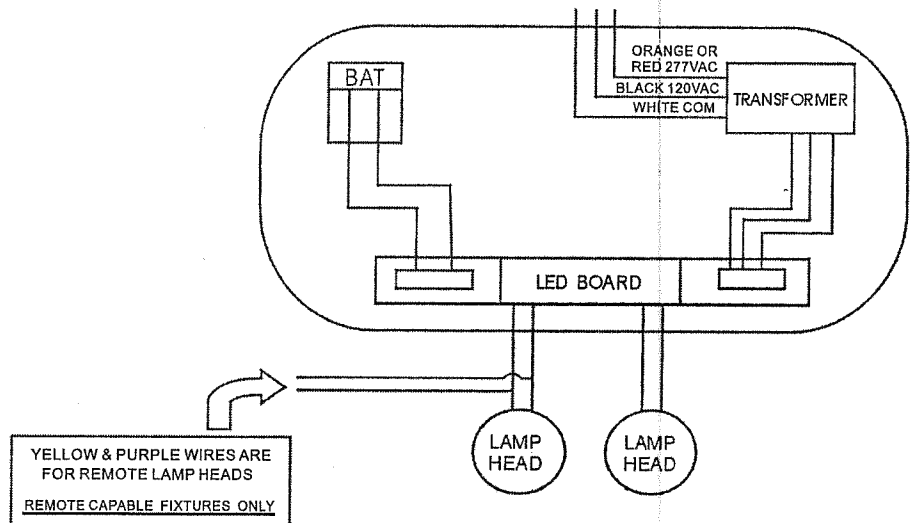 ORANGE OR
RED 277VAC
BAT
BLACK 120VAC
TRANSFORMER
WHITE COM
LED BOARD
LAMP
HEAD
LAMP
HEAD
YELLOW & PURPLE WIRES ARE
FOR REMOTE LAMP HEADS
REMOTE CAPABLE FIXTURES ONLY